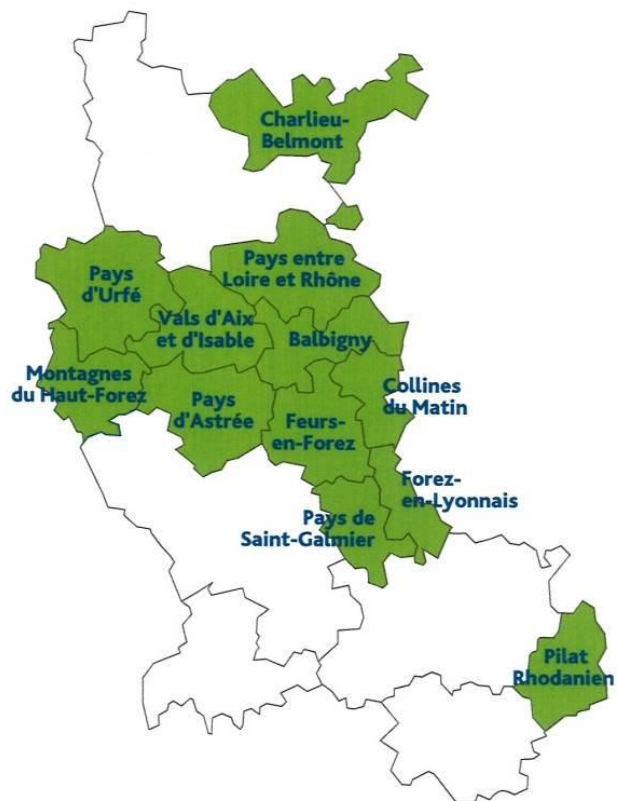 Charlieu-
Belmont
Pays
d'Urfé
Pays entre
Loire et Rhône
Vals d'Aix
et d'Isable
Balbigny
Montagnes
du Haut-Forez
Pays
d'Astrée
Collines
du Matin
Feurs-
en-Forez
Forez-
en-Lyonnais
Pays de
Saint-Galmier
Pilat
Rhodanien